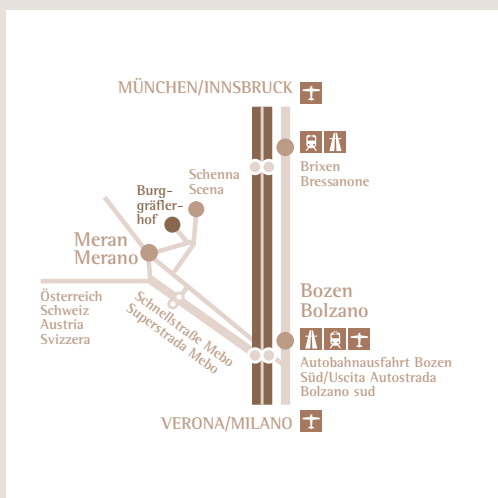 MÜNCHEN/INNSBRUCK
Brixen
Bressanone
Schenna
Scena
Burg-
gräfler-
hof
Meran
Merano
Österreich
Schweiz
Austria
Svizzera
Schnellstraße Mebo
Superstrada Mebo
Bozen
Bolzano
Autobahnausfahrt Bozen
Süd/Uscita Autostrada
Bolzano sud
VERONA/MILANO